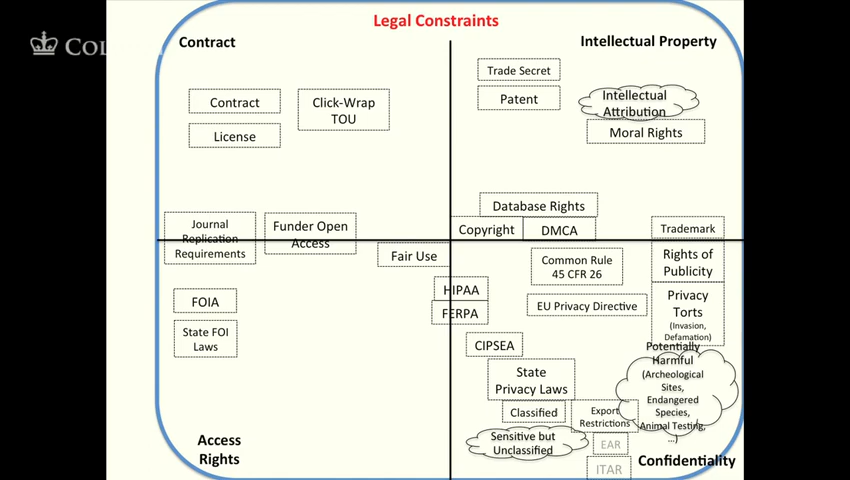 Legal Constraints
Contract
Intellectual Property
COL
Trade Secret
Patent
Intellectual
Attribution
Moral Rights
Contract
License
Click-Wrap
TOU
Database Rights
Copyright
DMCA
Trademark
Journal
Replication
Requirements
Funder Open
Access
Fair Use
Common Rule
45 CFR 26
Rights of
Publicity
HIPAA
FERPA
EU Privacy Directive
Privacy
Torts
(Invasion,
Defamation)
FOIA
State FOI
Laws
CIPSEA
State
Privacy Laws
Potentially
Harmful
(Archeological
Sites,
Endangered
Species,
Animal Testing,
...)
Classified
Export
Restrictions
Sensitive but
Unclassified
EAR
ITAR
Access
Rights
Confidentiality